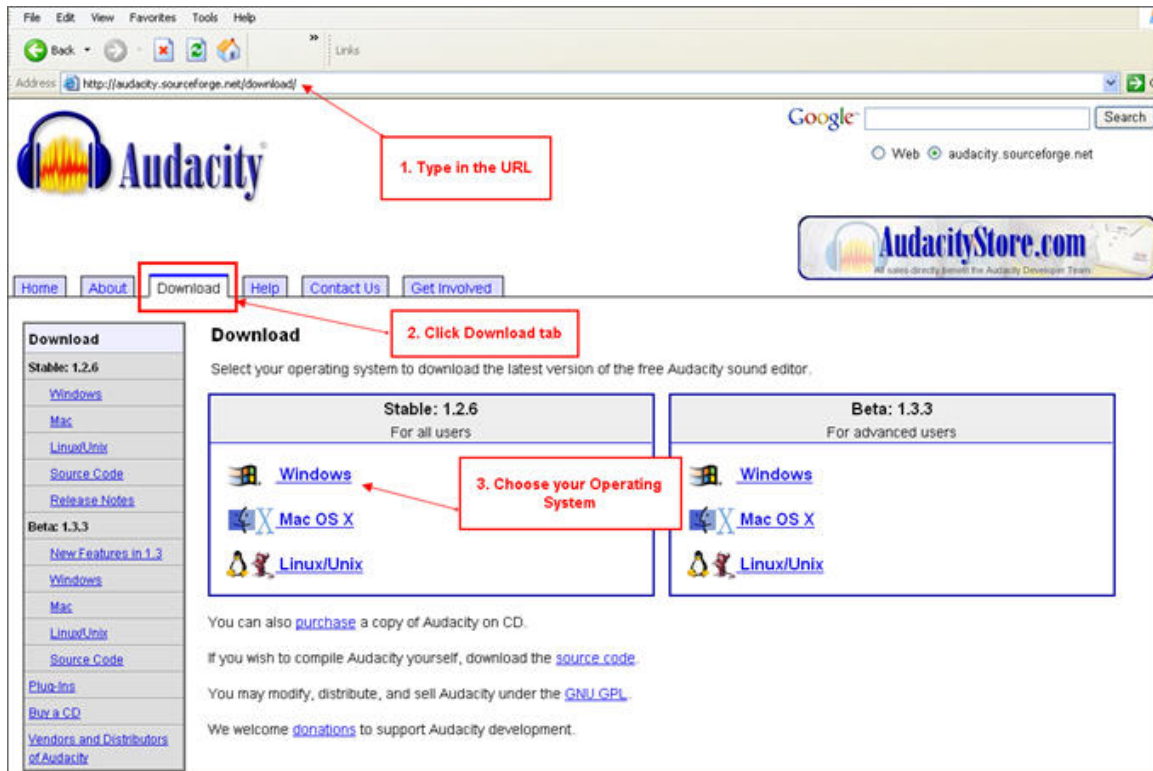 File Edit View Favorites Tools Help
Back
Links
Address http://audacity.sourceforge.net/download/
1. Type in the URL
Google
Search
Web audacity.sourceforge.net
Audacity
AudacityStore.com
All sales directly benefit the Audacity Developer Team
Home About Download Help Contact Us Get Involved
2. Click Download tab
Download
Stable: 1.2.6
Windows
Mac
Linux/Unix
Source Code
Release Notes
Beta: 1.3.3
New Features in 1.3
Windows
Mac
Linux/Unix
Source Code
Plug-Ins
Buy a CD
Vendors and Distributors
of Audacity
Download
Select your operating system to download the latest version of the free Audacity sound editor.
Stable: 1.2.6
For all users
Windows
Mac OS X
Linux/Unix
3. Choose your Operating
System
Beta: 1.3.3
For advanced users
Windows
Mac OS X
Linux/Unix
You can also purchase a copy of Audacity on CD.
If you wish to compile Audacity yourself, download the source code.
You may modify, distribute, and sell Audacity under the GNU GPL.
We welcome donations to support Audacity development.